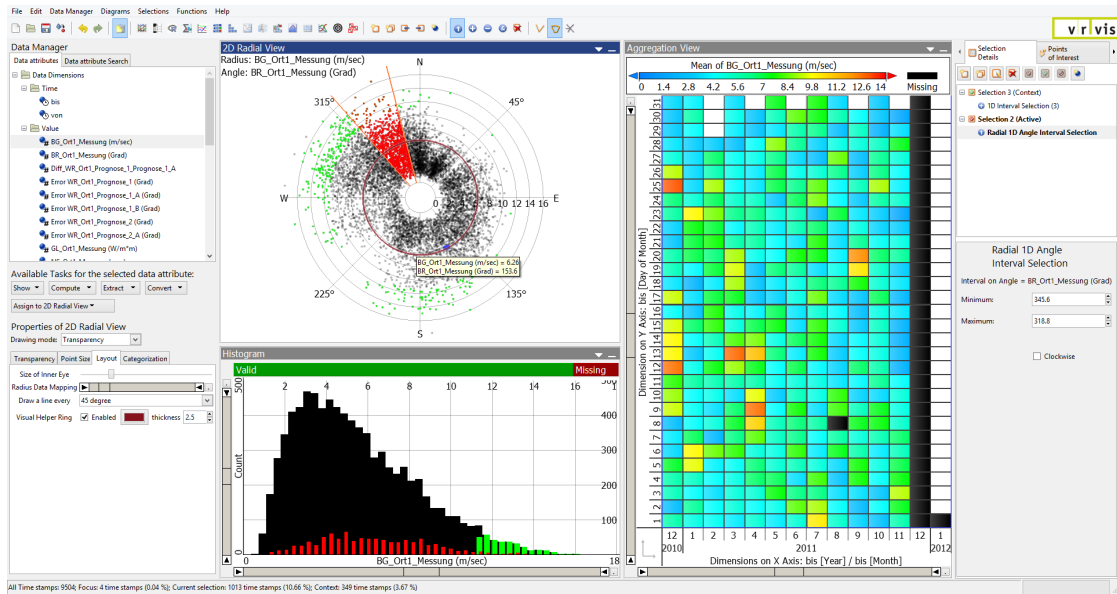 File Edit Data Manager Diagrams Selections Functions Help
vrvis
Data Manager
Data attributes Data attribute Search
Data Dimensions
Time
bis
von
Value
BG_Ort1_Messung (m/sec)
BR_Ort1_Messung (Grad)
Diff_WR_Ort1_Prognose_1_Prognose_1_A
Error WR_Ort1_Prognose_1 (Grad)
Error WR_Ort1_Prognose_1_A (Grad)
Error WR_Ort1_Prognose_1_B (Grad)
Error WR_Ort1_Prognose_2 (Grad)
Error WR_Ort1_Prognose_2_A (Grad)
GL_Ort1_Messung (W/m*m)
Available Tasks for the selected data attribute:
Show Compute Extract Convert
Assign to 2D Radial View
Properties of 2D Radial View
Drawing mode: Transparency
Transparency Point Size Layout Categorization
Size of Inner Eye
Radius Data Mapping
Draw a line every 45 degree
Visual Helper Ring Enabled thickness 2.5
2D Radial View
Radius: BG_Ort1_Messung (m/sec)
Angle: BR_Ort1_Messung (Grad)
N
315° 45°
W E
0 2 4 6 8 10 12 14 16
BG_Ort1_Messung (m/sec) = 6.26
BR_Ort1_Messung (Grad) = 153.6
225° 135°
S
Histogram
Valid Missing
2 4 6 8 10 12 14 16
500 500
400
300
200
100
Count
0 18
BG_Ort1_Messung (m/sec)
Aggregation View
Mean of BG_Ort1_Messung (m/sec)
0 1.4 2.8 4.2 5.6 7 8.4 9.8 11.2 12.6 14 Missing
Dimension on Y Axis: bis [Day of Month]
31
30
29
28
27
26
25
24
23
22
21
20
19
18
17
16
15
14
13
12
11
10
9
8
7
6
5
4
3
2
1
12 1 2 3 4 5 6 7 8 9 10 11 12 1
2010 2011 2012
Dimensions on X Axis: bis [Year] / bis [Month]
Selection Details
Points of Interest
Selection 3 (Context)
1D Interval Selection (3)
Selection 2 (Active)
Radial 1D Angle Interval Selection
Radial 1D Angle
Interval Selection
Interval on Angle = BR_Ort1_Messung (Grad)
Minimum: 345.6
Maximum: 318.8
Clockwise
All Time stamps: 9504; Focus: 4 time stamps (0.04 %); Current selection: 1013 time stamps (10.66 %); Context: 349 time stamps (3.67 %)